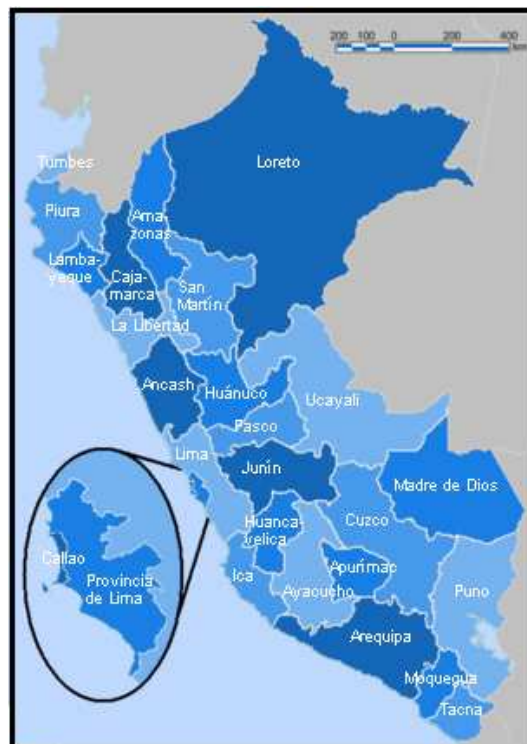 200 100 0 200 400
km
Loreto
Tumbes
Piura
Ama-
zonas
Lamba-
yeque
Caja-
marca
San
Martín
La Libertad
Ancash
Huánuco
Ucayali
Pasco
Lima
Junín
Madre de Dios
Huanca-
velica
Cuzco
Callao
Provincia
de Lima
Ica
Ayacucho
Apurímac
Puno
Arequipa
Moquegua
Tacna